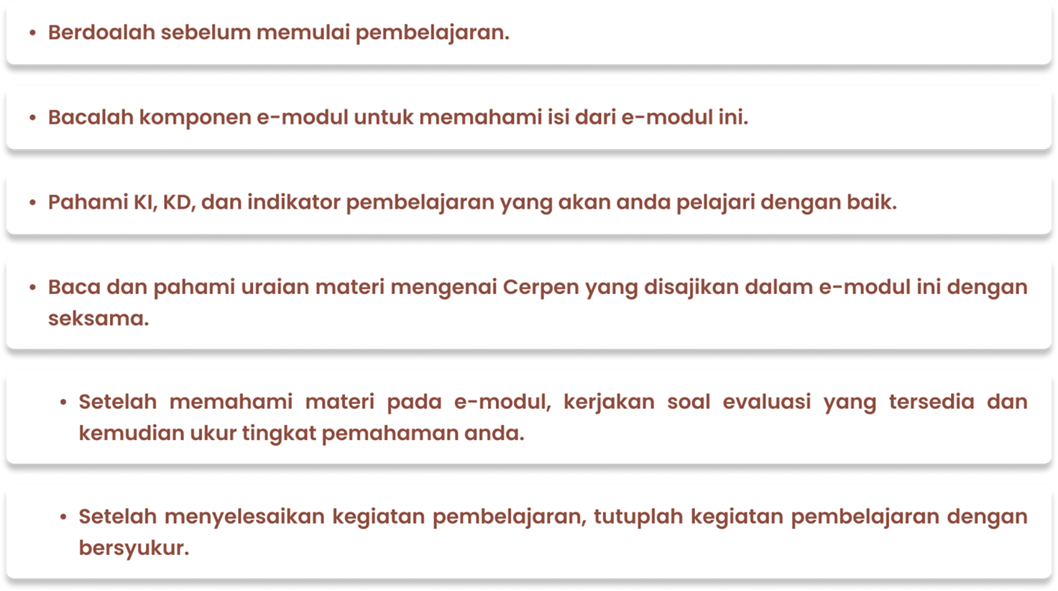 • Berdoalah sebelum memulai pembelajaran.
• Bacalah komponen e-modul untuk memahami isi dari e-modul ini.
• Pahami KI, KD, dan indikator pembelajaran yang akan anda pelajari dengan baik.
• Baca dan pahami uraian materi mengenai Cerpen yang disajikan dalam e-modul ini dengan
seksama.
• Setelah memahami materi pada e-modul, kerjakan soal evaluasi yang tersedia dan
kemudian ukur tingkat pemahaman anda.
• Setelah menyelesaikan kegiatan pembelajaran, tutuplah kegiatan pembelajaran dengan
bersyukur.